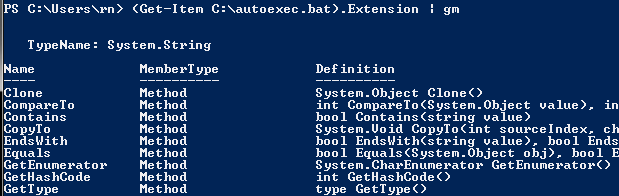 PS C:\Users\rn> (Get-Item C:\autoexec.bat).Extension | gm
TypeName: System.String
Name MemberType Definition
---- ---------- ----------
Clone Method System.Object Clone()
CompareTo Method int CompareTo(System.Object value), in
Contains Method bool Contains(string value)
CopyTo Method System.Void CopyTo(int sourceIndex, ch
EndsWith Method bool EndsWith(string value), bool Ends
Equals Method bool Equals(System.Object obj), bool E
GetEnumerator Method System.CharEnumerator GetEnumerator()
GetHashCode Method int GetHashCode()
GetType Method type GetType()